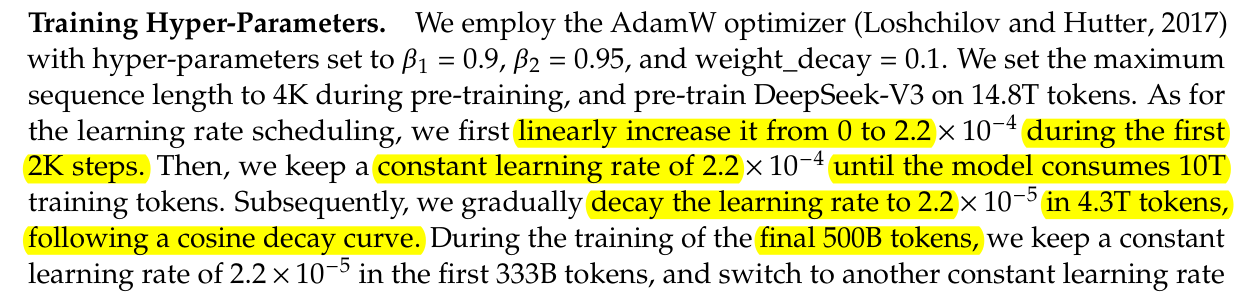 Training Hyper-Parameters. We employ the AdamW optimizer (Loshchilov and Hutter, 2017)
with hyper-parameters set to β₁ = 0.9, β₂ = 0.95, and weight_decay = 0.1. We set the maximum
sequence length to 4K during pre-training, and pre-train DeepSeek-V3 on 14.8T tokens. As for
the learning rate scheduling, we first linearly increase it from 0 to 2.2 × 10⁻⁴ during the first
2K steps. Then, we keep a constant learning rate of 2.2 × 10⁻⁴ until the model consumes 10T
training tokens. Subsequently, we gradually decay the learning rate to 2.2 × 10⁻⁵ in 4.3T tokens,
following a cosine decay curve. During the training of the final 500B tokens, we keep a constant
learning rate of 2.2 × 10⁻⁵ in the first 333B tokens, and switch to another constant learning rate